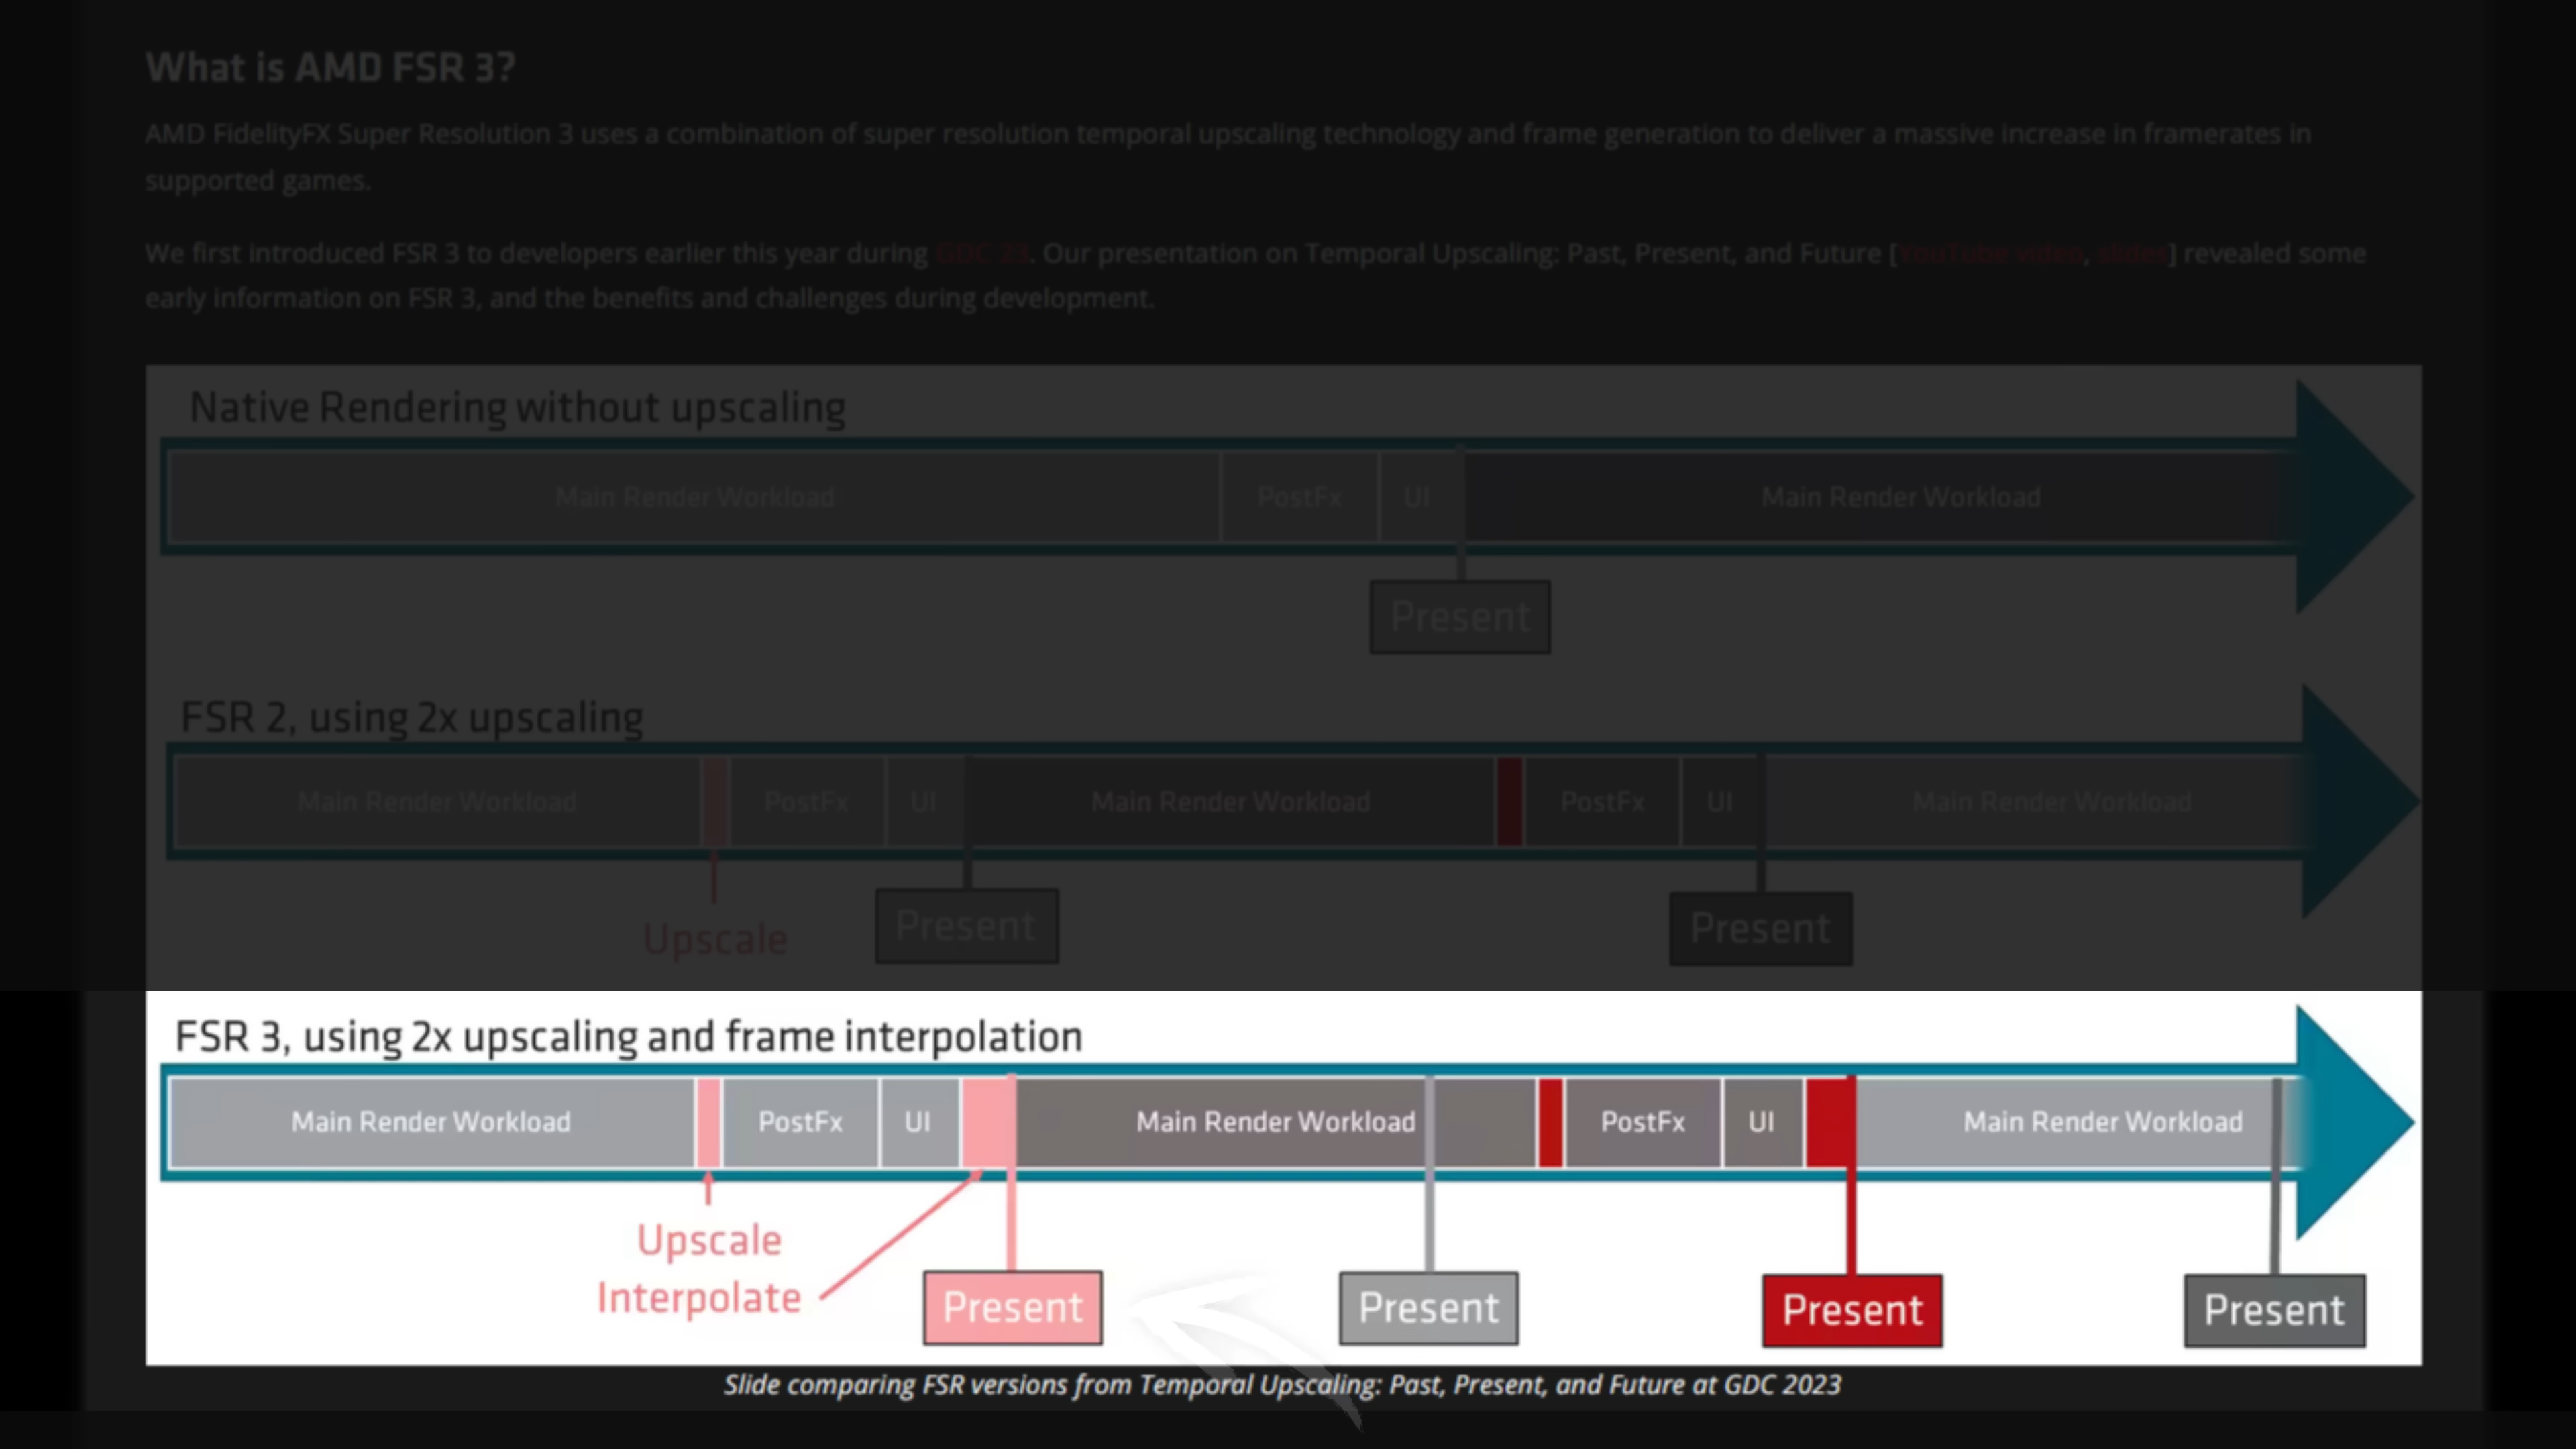 What is AMD FSR 3?
AMD FidelityFX Super Resolution 3 uses a combination of super resolution temporal upscaling technology and frame generation to deliver a massive increase in framerates in
supported games.
We first introduced FSR 3 to developers earlier this year during GDC 23. Our presentation on Temporal Upscaling: Past, Present, and Future [YouTube video, slides] revealed some
early information on FSR 3, and the benefits and challenges during development.
Native Rendering without upscaling
Main Render Workload PostFx UI Main Render Workload
Present
FSR 2, using 2x upscaling
Main Render Workload PostFx UI Main Render Workload PostFx UI Main Render Workload
Upscale Present Present
FSR 3, using 2x upscaling and frame interpolation
Main Render Workload PostFx UI Main Render Workload PostFx UI Main Render Workload
Upscale
Interpolate Present Present Present Present
Slide comparing FSR versions from Temporal Upscaling: Past, Present, and Future at GDC 2023